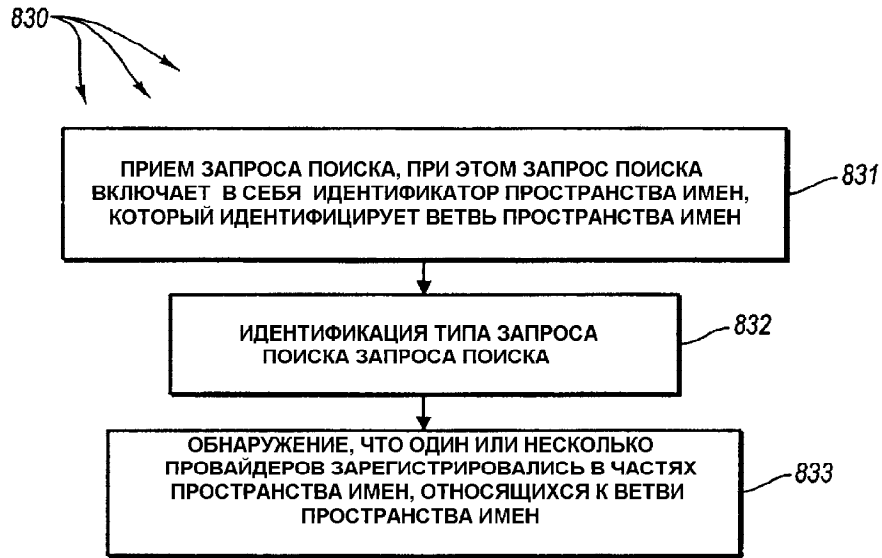 830
ПРИЕМ ЗАПРОСА ПОИСКА, ПРИ ЭТОМ ЗАПРОС ПОИСКА
ВКЛЮЧАЕТ В СЕБЯ ИДЕНТИФИКАТОР ПРОСТРАНСТВА ИМЕН,
КОТОРЫЙ ИДЕНТИФИЦИРУЕТ ВЕТВЬ ПРОСТРАНСТВА ИМЕН
831
ИДЕНТИФИКАЦИЯ ТИПА ЗАПРОСА
ПОИСКА ЗАПРОСА ПОИСКА
832
ОБНАРУЖЕНИЕ, ЧТО ОДИН ИЛИ НЕСКОЛЬКО
ПРОВАЙДЕРОВ ЗАРЕГИСТРИРОВАЛИСЬ В ЧАСТЯХ
ПРОСТРАНСТВА ИМЕН, ОТНОСЯЩИХСЯ К ВЕТВИ
ПРОСТРАНСТВА ИМЕН
833